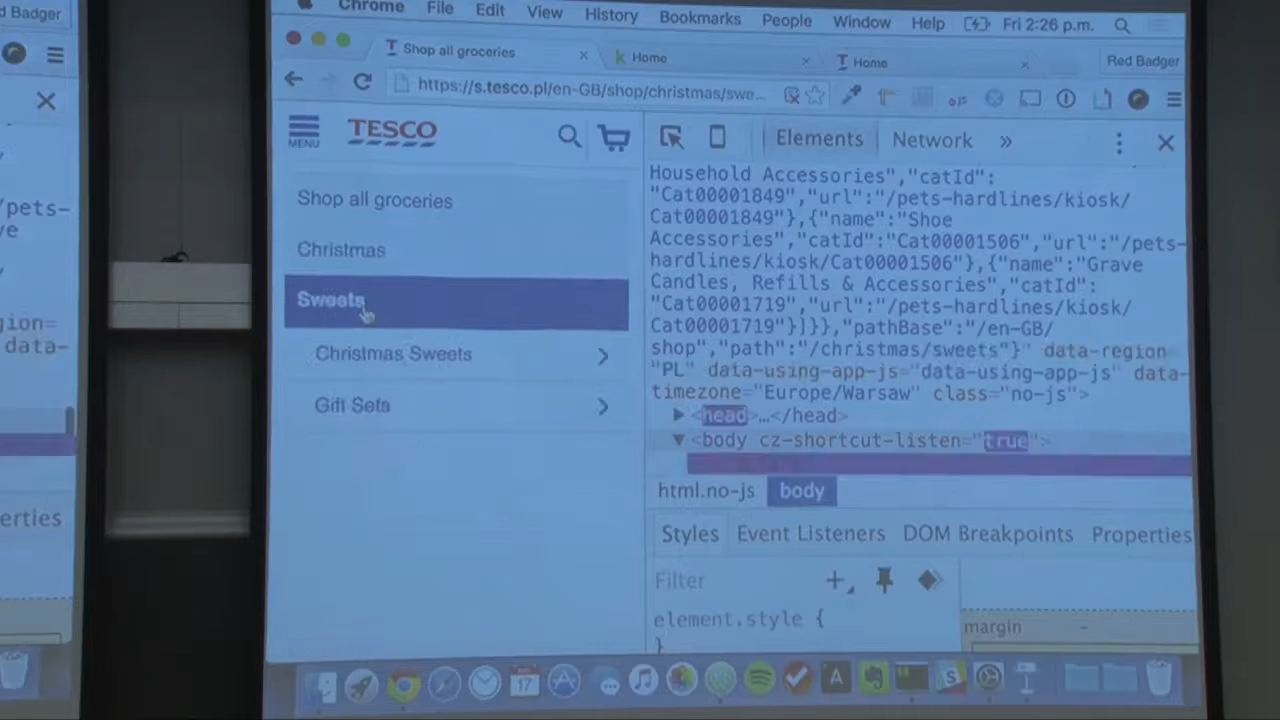 d Badger
/pets-
/e
gion=
data-
erties
Chrome File Edit View History Bookmarks People Window Help Fri 2:26 p.m.
Shop all groceries Home Home Red Badger
https://s.tesco.pl/en-GB/shop/christmas/swe...
MENU TESCO
Shop all groceries
Christmas
Sweets
Christmas Sweets
Gift Sets
Elements Network »
Household Accessories","catId":
"Cat00001849","url":"/pets-hardlines/kiosk/
Cat00001849"},{"name":"Shoe
Accessories","catId":"Cat00001506","url":"/pets-
hardlines/kiosk/Cat00001506"},{"name":"Grave
Candles, Refills & Accessories","catId":
"Cat00001719","url":"/pets-hardlines/kiosk/
Cat00001719"}]}},"pathBase":"/en-GB/
shop","path":"/christmas/sweets"}" data-region
"PL" data-using-app-js="data-using-app-js" data-
timezone="Europe/Warsaw" class="no-js">
<head>…</head>
<body cz-shortcut-listen="true">
html.no-js body
Styles Event Listeners DOM Breakpoints Properties
Filter
element.style {
}
margin -
17